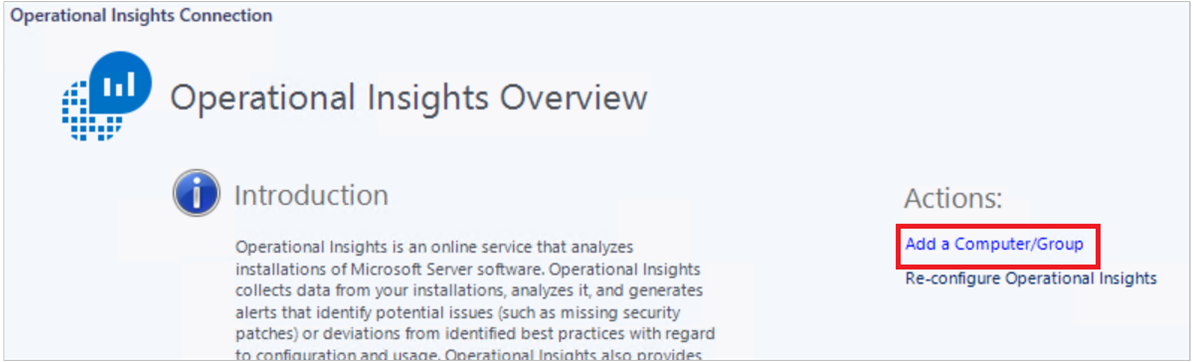 Operational Insights Connection
Operational Insights Overview
Introduction
Operational Insights is an online service that analyzes
installations of Microsoft Server software. Operational Insights
collects data from your installations, analyzes it, and generates
alerts that identify potential issues (such as missing security
patches) or deviations from identified best practices with regard
to configuration and usage. Operational Insights also provides
Actions:
Add a Computer/Group
Re-configure Operational Insights